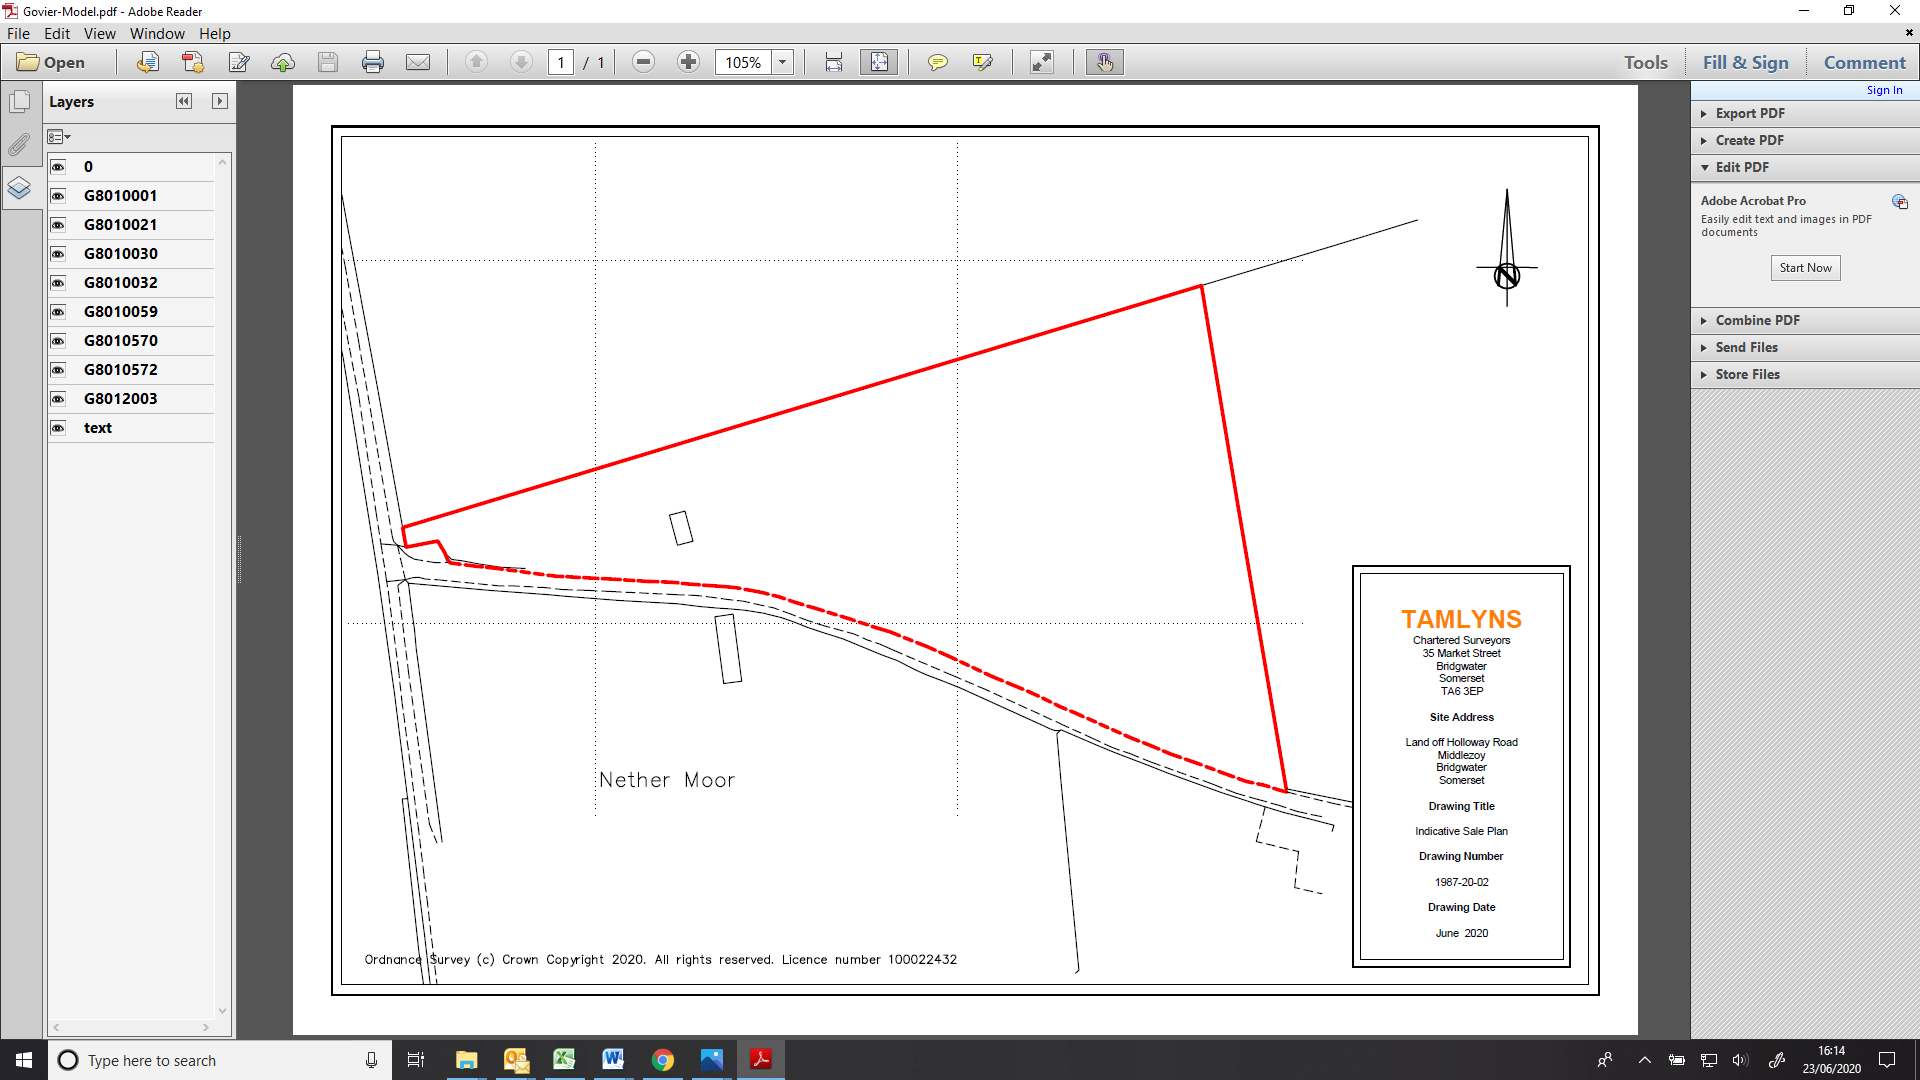 Govier-Model.pdf - Adobe Reader
File Edit View Window Help
Open 1 / 1 105% Tools Fill & Sign Comment
Sign In
Layers
0
G8010001
G8010021
G8010030
G8010032
G8010059
G8010570
G8010572
G8012003
text
N
Nether Moor
Ordnance Survey (c) Crown Copyright 2020. All rights reserved. Licence number 100022432
TAMLYNS
Chartered Surveyors
35 Market Street
Bridgwater
Somerset
TA6 3EP
Site Address
Land off Holloway Road
Middlezoy
Bridgwater
Somerset
Drawing Title
Indicative Sale Plan
Drawing Number
1987-20-02
Drawing Date
June 2020
Export PDF
Create PDF
Edit PDF
Adobe Acrobat Pro
Easily edit text and images in PDF
documents
Start Now
Combine PDF
Send Files
Store Files
Type here to search
16:14
23/06/2020